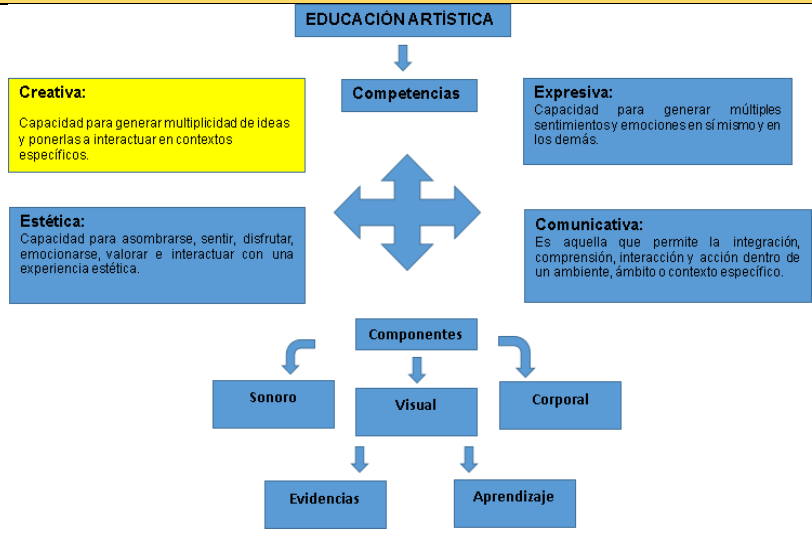 EDUCACIÓN ARTÍSTICA
Competencias
Creativa:
Capacidad para generar multiplicidad de ideas
y ponerlas a interactuar en contextos
específicos.
Expresiva:
Capacidad para generar múltiples
sentimientos y emociones en sí mismo y en
los demás.
Estética:
Capacidad para asombrarse, sentir, disfrutar,
emocionarse, valorar e interactuar con una
experiencia estética.
Comunicativa:
Es aquella que permite la integración,
comprensión, interacción y acción dentro de
un ambiente, ámbito o contexto específico.
Componentes
Sonoro
Visual
Corporal
Evidencias
Aprendizaje